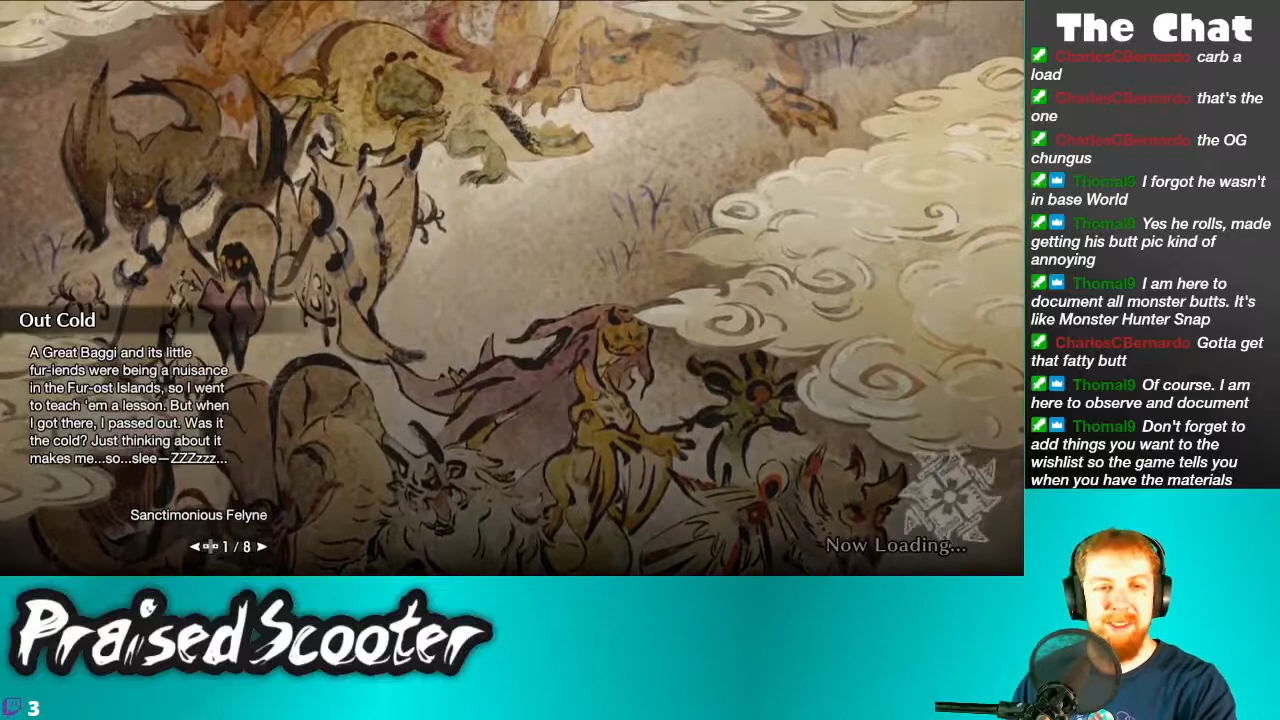 Out Cold
A Great Baggi and its little
fur-iends were being a nuisance
in the Fur-ost Islands, so I went
to teach 'em a lesson. But when
I got there, I passed out. Was it
the cold? Just thinking about it
makes me...so...slee—ZZZzzz...
Sanctimonious Felyne
1 / 8
Now Loading...
The Chat
CharlesCBernardo carb a
load
CharlesCBernardo that's the
one
CharlesCBernardo the OG
chungus
Thomal9 I forgot he wasn't
in base World
Thomal9 Yes he rolls, made
getting his butt pic kind of
annoying
Thomal9 I am here to
document all monster butts. It's
like Monster Hunter Snap
CharlesCBernardo Gotta get
that fatty butt
Thomal9 Of course. I am
here to observe and document
Thomal9 Don't forget to
add things you want to the
wishlist so the game tells you
when you have the materials
PraisedScooter
3